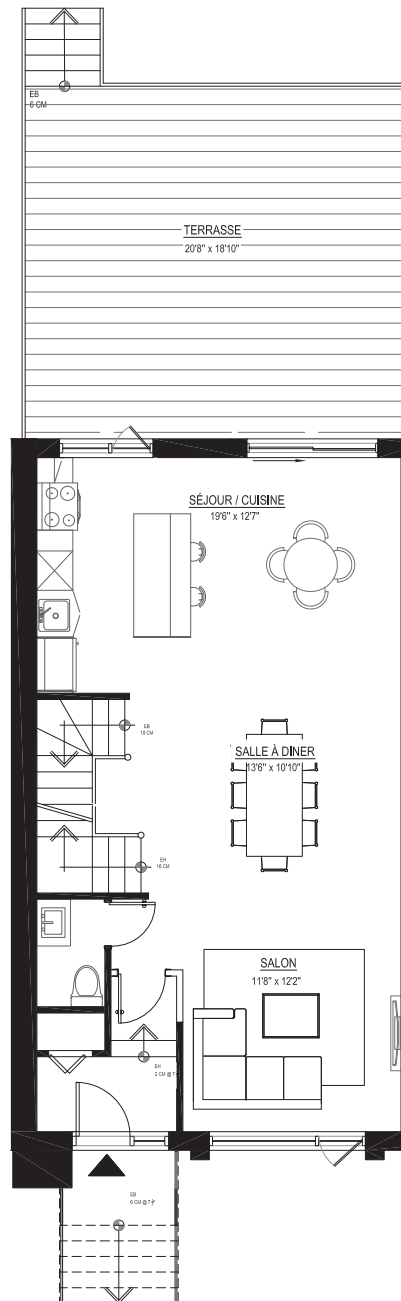 EB
6 CM
TERRASSE
20'8" x 18'10"
SÉJOUR / CUISINE
19'6" x 12'7"
EB
18 CM
SALLE À DINER
13'6" x 10'10"
EH
16 CM
SALON
11'8" x 12'2"
EH
2 CM @ 7
EB
6 CM @ 7